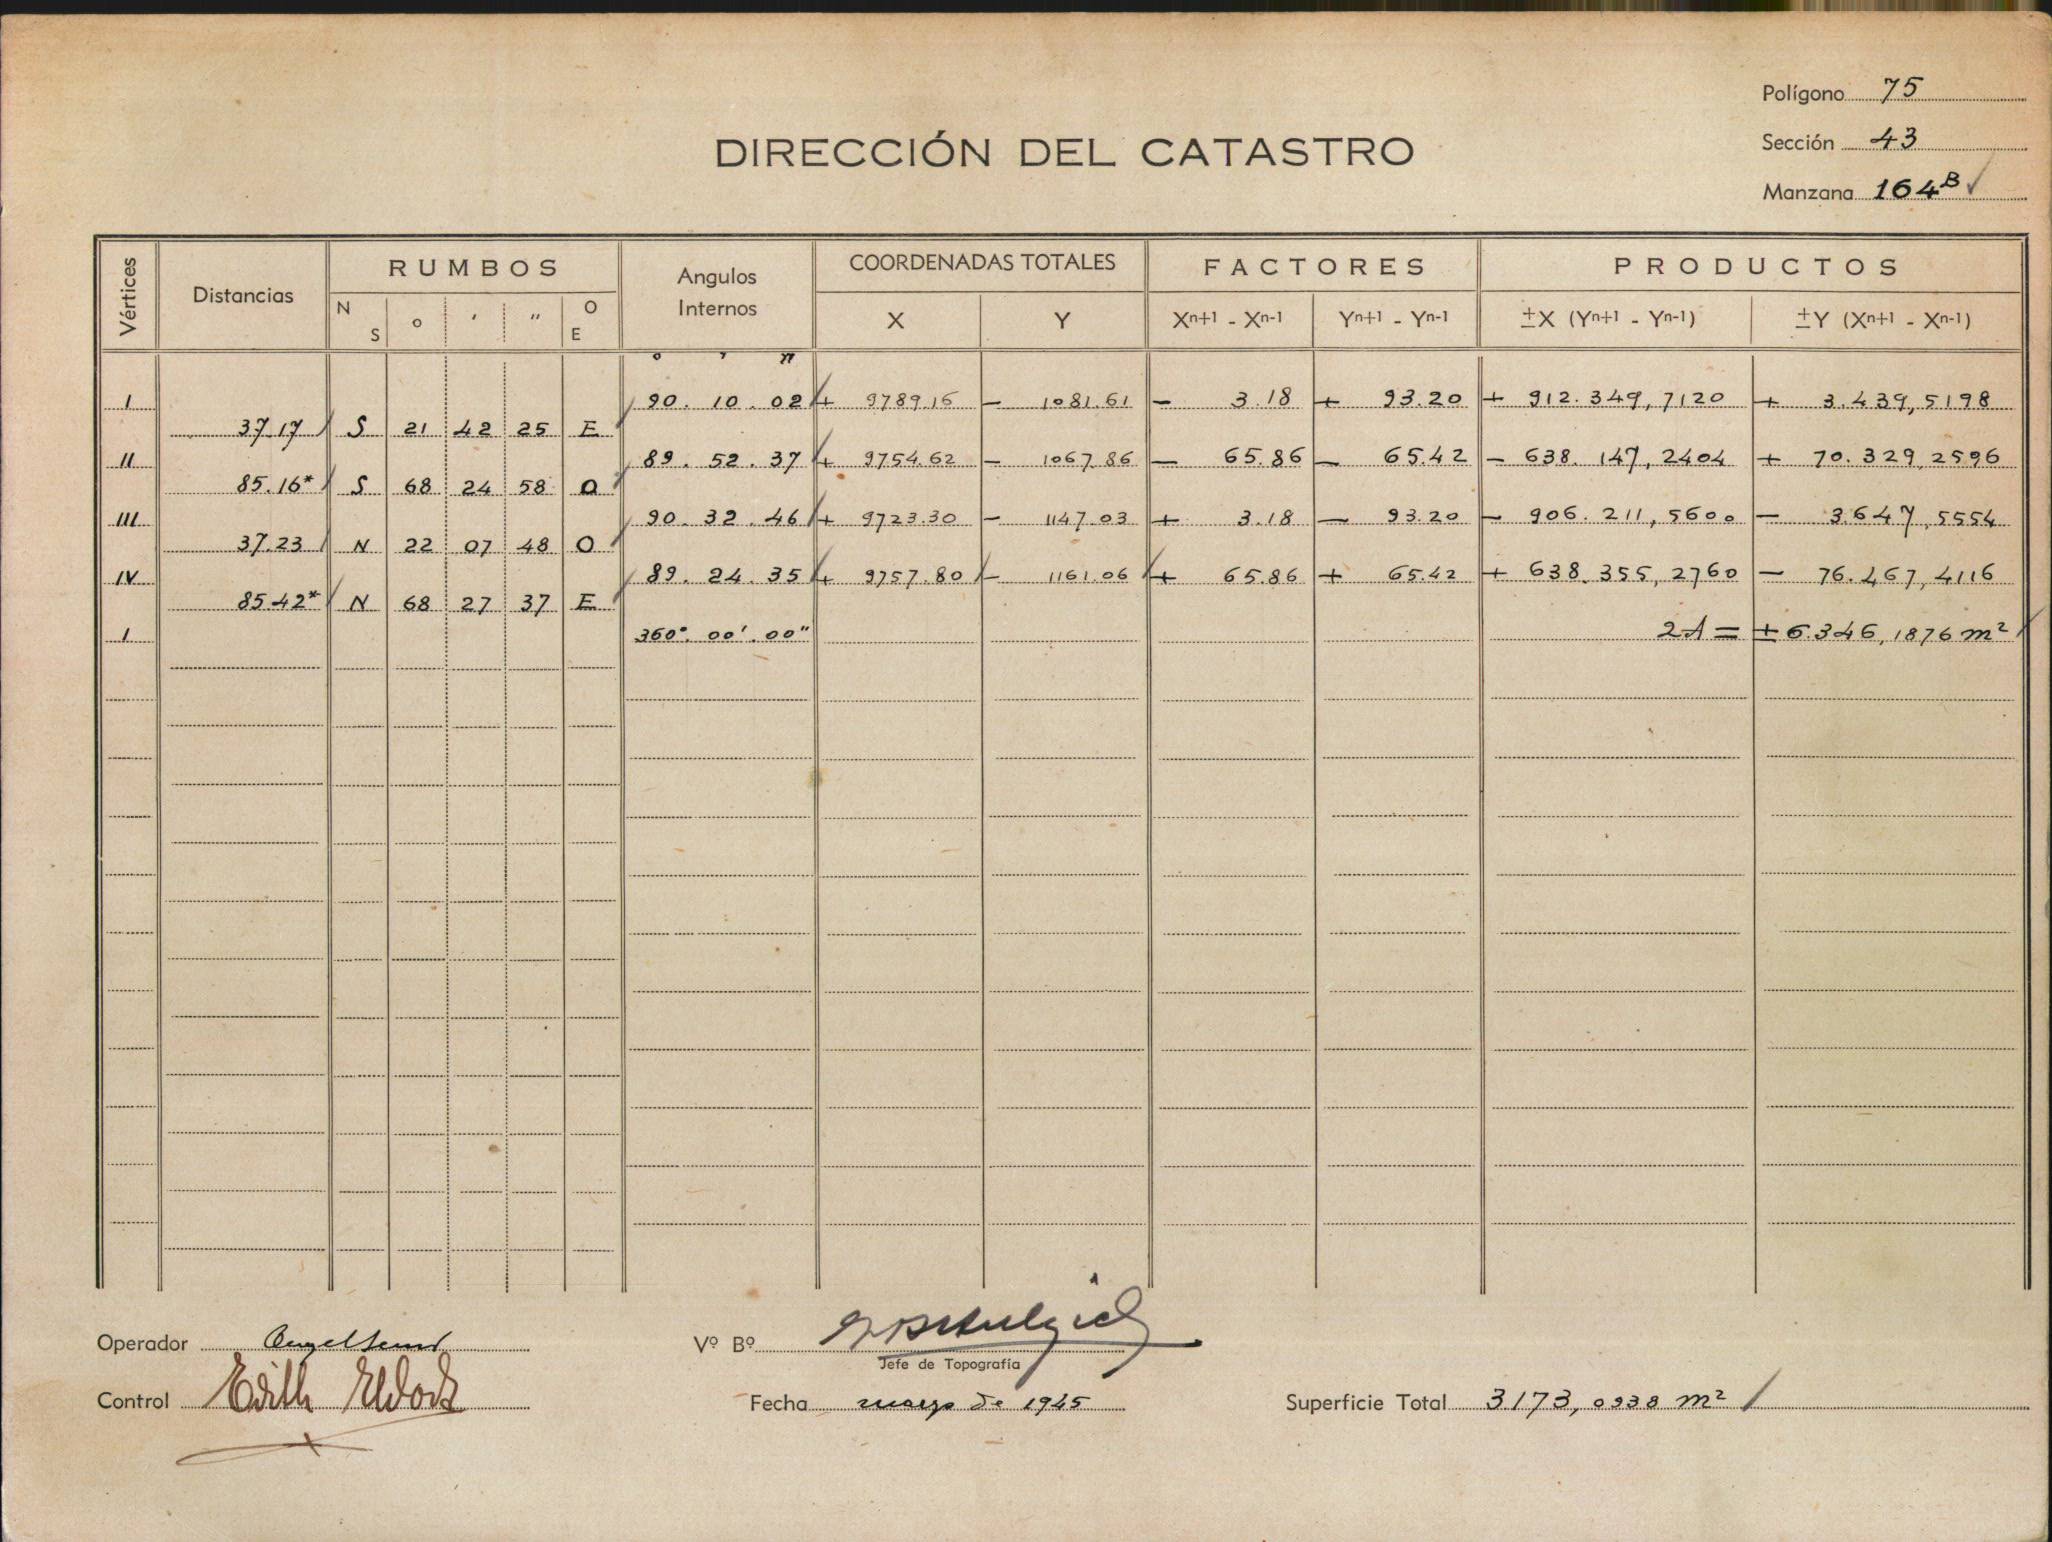 Polígono 75
DIRECCIÓN DEL CATASTRO
Sección 43
Manzana 164 B
Vértices Distancias RUMBOS Angulos Internos COORDENADAS TOTALES FACTORES PRODUCTOS
N S ° ' " O E X Y Xn+1 - Xn-1 Yn+1 - Yn-1 ±X (Yn+1 - Yn-1) ±Y (Xn+1 - Xn-1)
° ' "
I 90. 10. 02 + 9789.16 - 1081.61 - 3.18 + 93.20 + 912.349,7120 + 3.439,5198
37.17 S 21 42 25 E
II 89. 52. 37 + 9754.62 - 1067.86 - 65.86 - 65.42 - 638.147,2404 + 70.329,2596
85.16* S 68 24 58 O
III 90. 32. 46 + 9723.30 - 1147.03 + 3.18 - 93.20 - 906.211,5600 - 3.647,5554
37.23 N 22 07 48 O
IV 89. 24. 35 + 9757.80 - 1161.06 + 65.86 + 65.42 + 638.355,2760 - 76.467,4116
85.42* N 68 27 37 E
I 360°. 00'. 00" 2A = ± 6.346,1876 m²
Operador
Vº Bº
Jefe de Topografía
Control Edith
Fecha marzo de 1945
Superficie Total 3.173,0938 m²